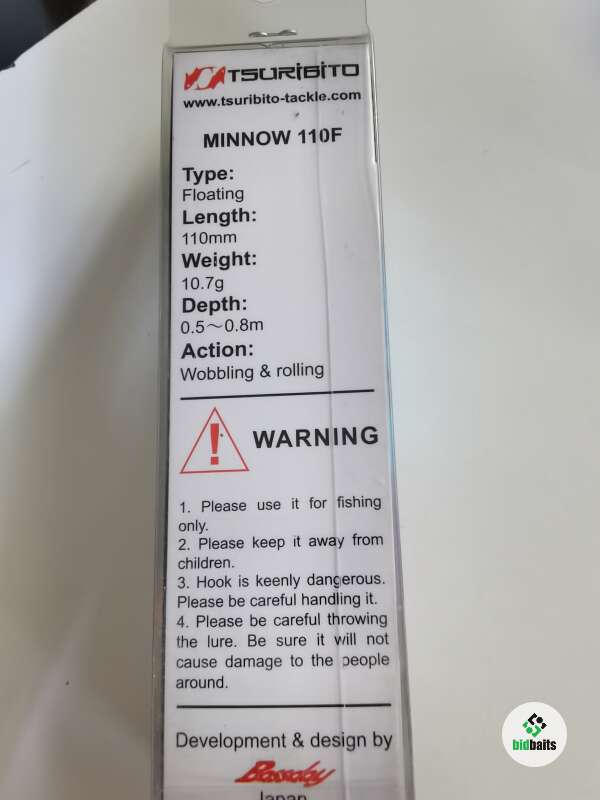 TSURIBITO
www.tsuribito-tackle.com
MINNOW 110F
Type:
Floating
Length:
110mm
Weight:
10.7g
Depth:
0.5～0.8m
Action:
Wobbling & rolling
WARNING
1. Please use it for fishing
only.
2. Please keep it away from
children.
3. Hook is keenly dangerous.
Please be careful handling it.
4. Please be careful throwing
the lure. Be sure it will not
cause damage to the people
around.
Development & design by
Bassday
Japan
bidbaits